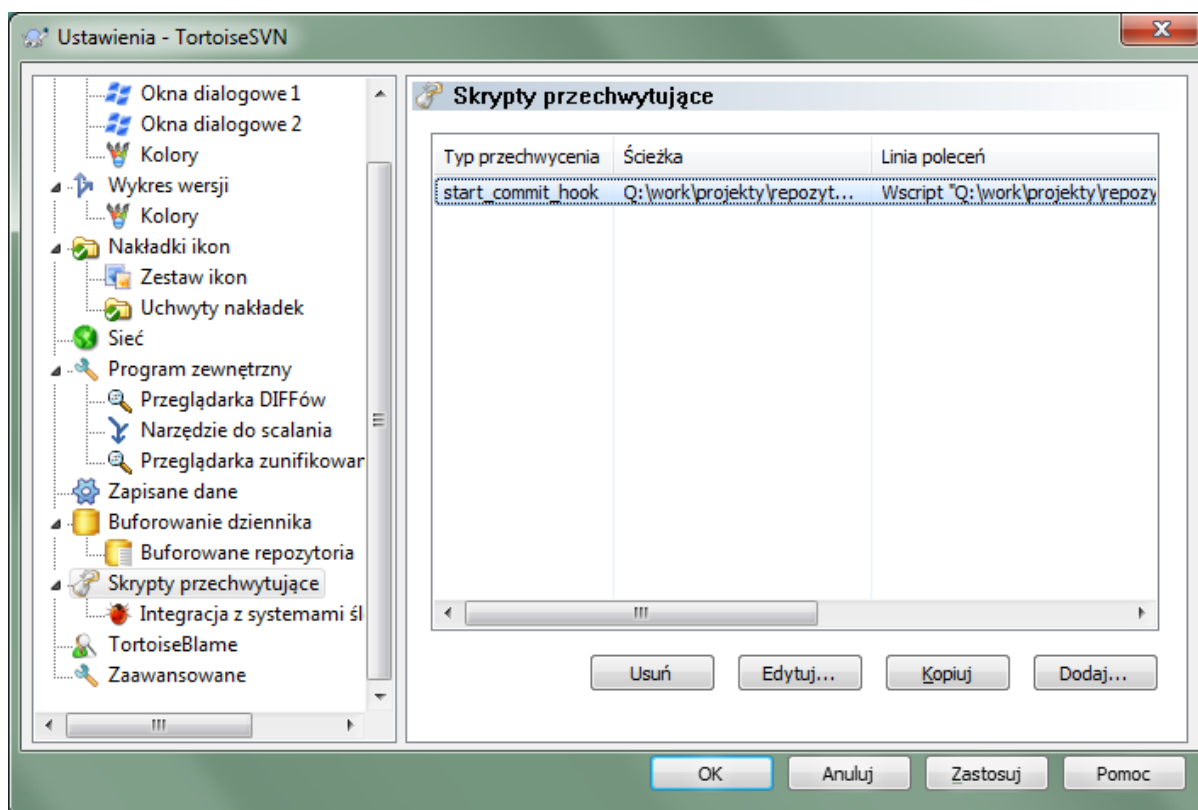 Ustawienia - TortoiseSVN
Okna dialogowe 1
Okna dialogowe 2
Kolory
Wykres wersji
Kolory
Nakładki ikon
Zestaw ikon
Uchwyty nakładek
Sieć
Program zewnętrzny
Przeglądarka DIFFów
Narzędzie do scalania
Przeglądarka zunifikowar
Zapisane dane
Buforowanie dziennika
Buforowane repozytoria
Skrypty przechwytujące
Integracja z systemami śl
TortoiseBlame
Zaawansowane
Skrypty przechwytujące
Typ przechwycenia Ścieżka Linia poleceń
start_commit_hook Q:\work\projekty\repozyt... Wscript "Q:\work\projekty\repozy
Usuń Edytuj... Kopiuj Dodaj...
OK Anuluj Zastosuj Pomoc